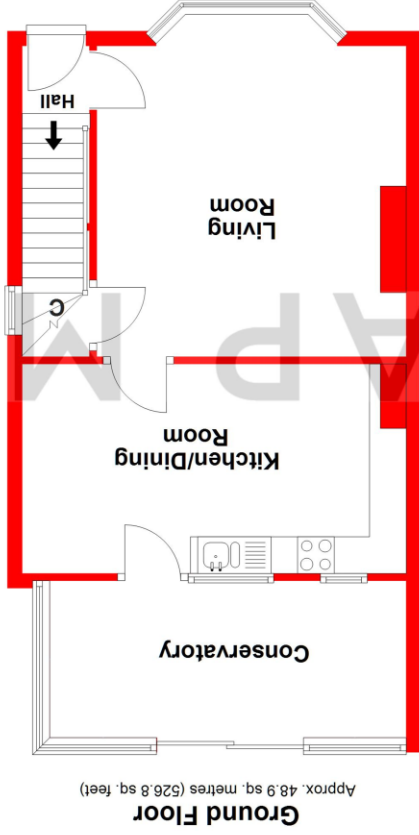 Ground Floor
Approx. 48.9 sq. metres (526.8 sq. feet)
Conservatory
Kitchen/Dining
Room
C
Living
Room
Hall